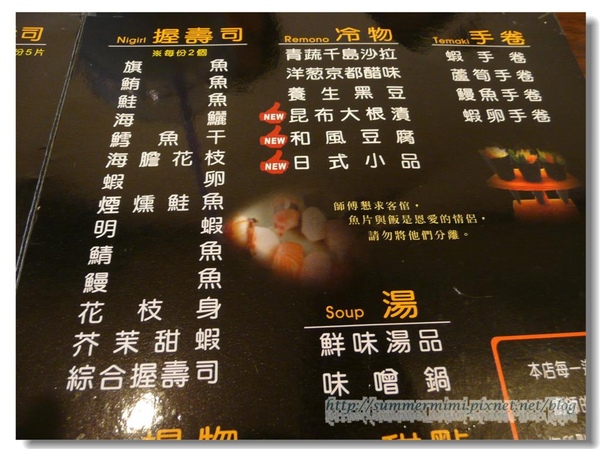 司
份5片
Nigiri 握壽司
※每份2個
旗魚
鮪魚
鮭魚
海鱺
鱈魚干
海膽花枝
蝦卵
煙燻鮭魚
明蝦
鯖魚
鰻魚
花枝身
芥茉甜蝦
綜合握壽司
Remono 冷物
青蔬千島沙拉
洋葱京都醋味
養生黑豆
NEW 昆布大根漬
NEW 和風豆腐
NEW 日式小品
Temaki 手卷
蝦手卷
蘆筍手卷
鰻魚手卷
蝦卵手卷
師傅懇求客倌，
魚片與飯是恩愛的情侶，
請勿將他們分離。
Soup 湯
鮮味湯品
味噌鍋
本店每一
http://summermimi.pixnet.net/blog